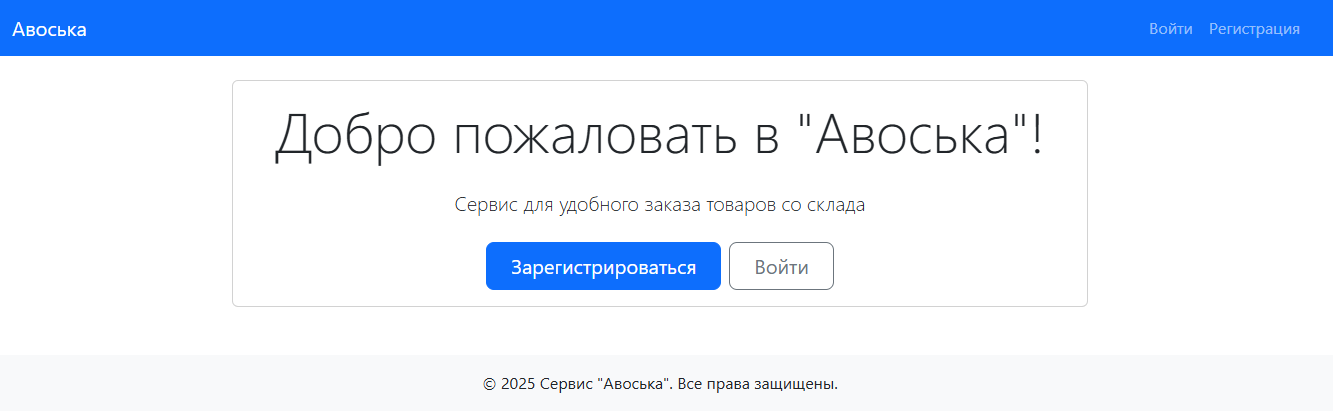 Авоська
Войти Регистрация
Добро пожаловать в "Авоська"!
Сервис для удобного заказа товаров со склада
Зарегистрироваться Войти
© 2025 Сервис "Авоська". Все права защищены.